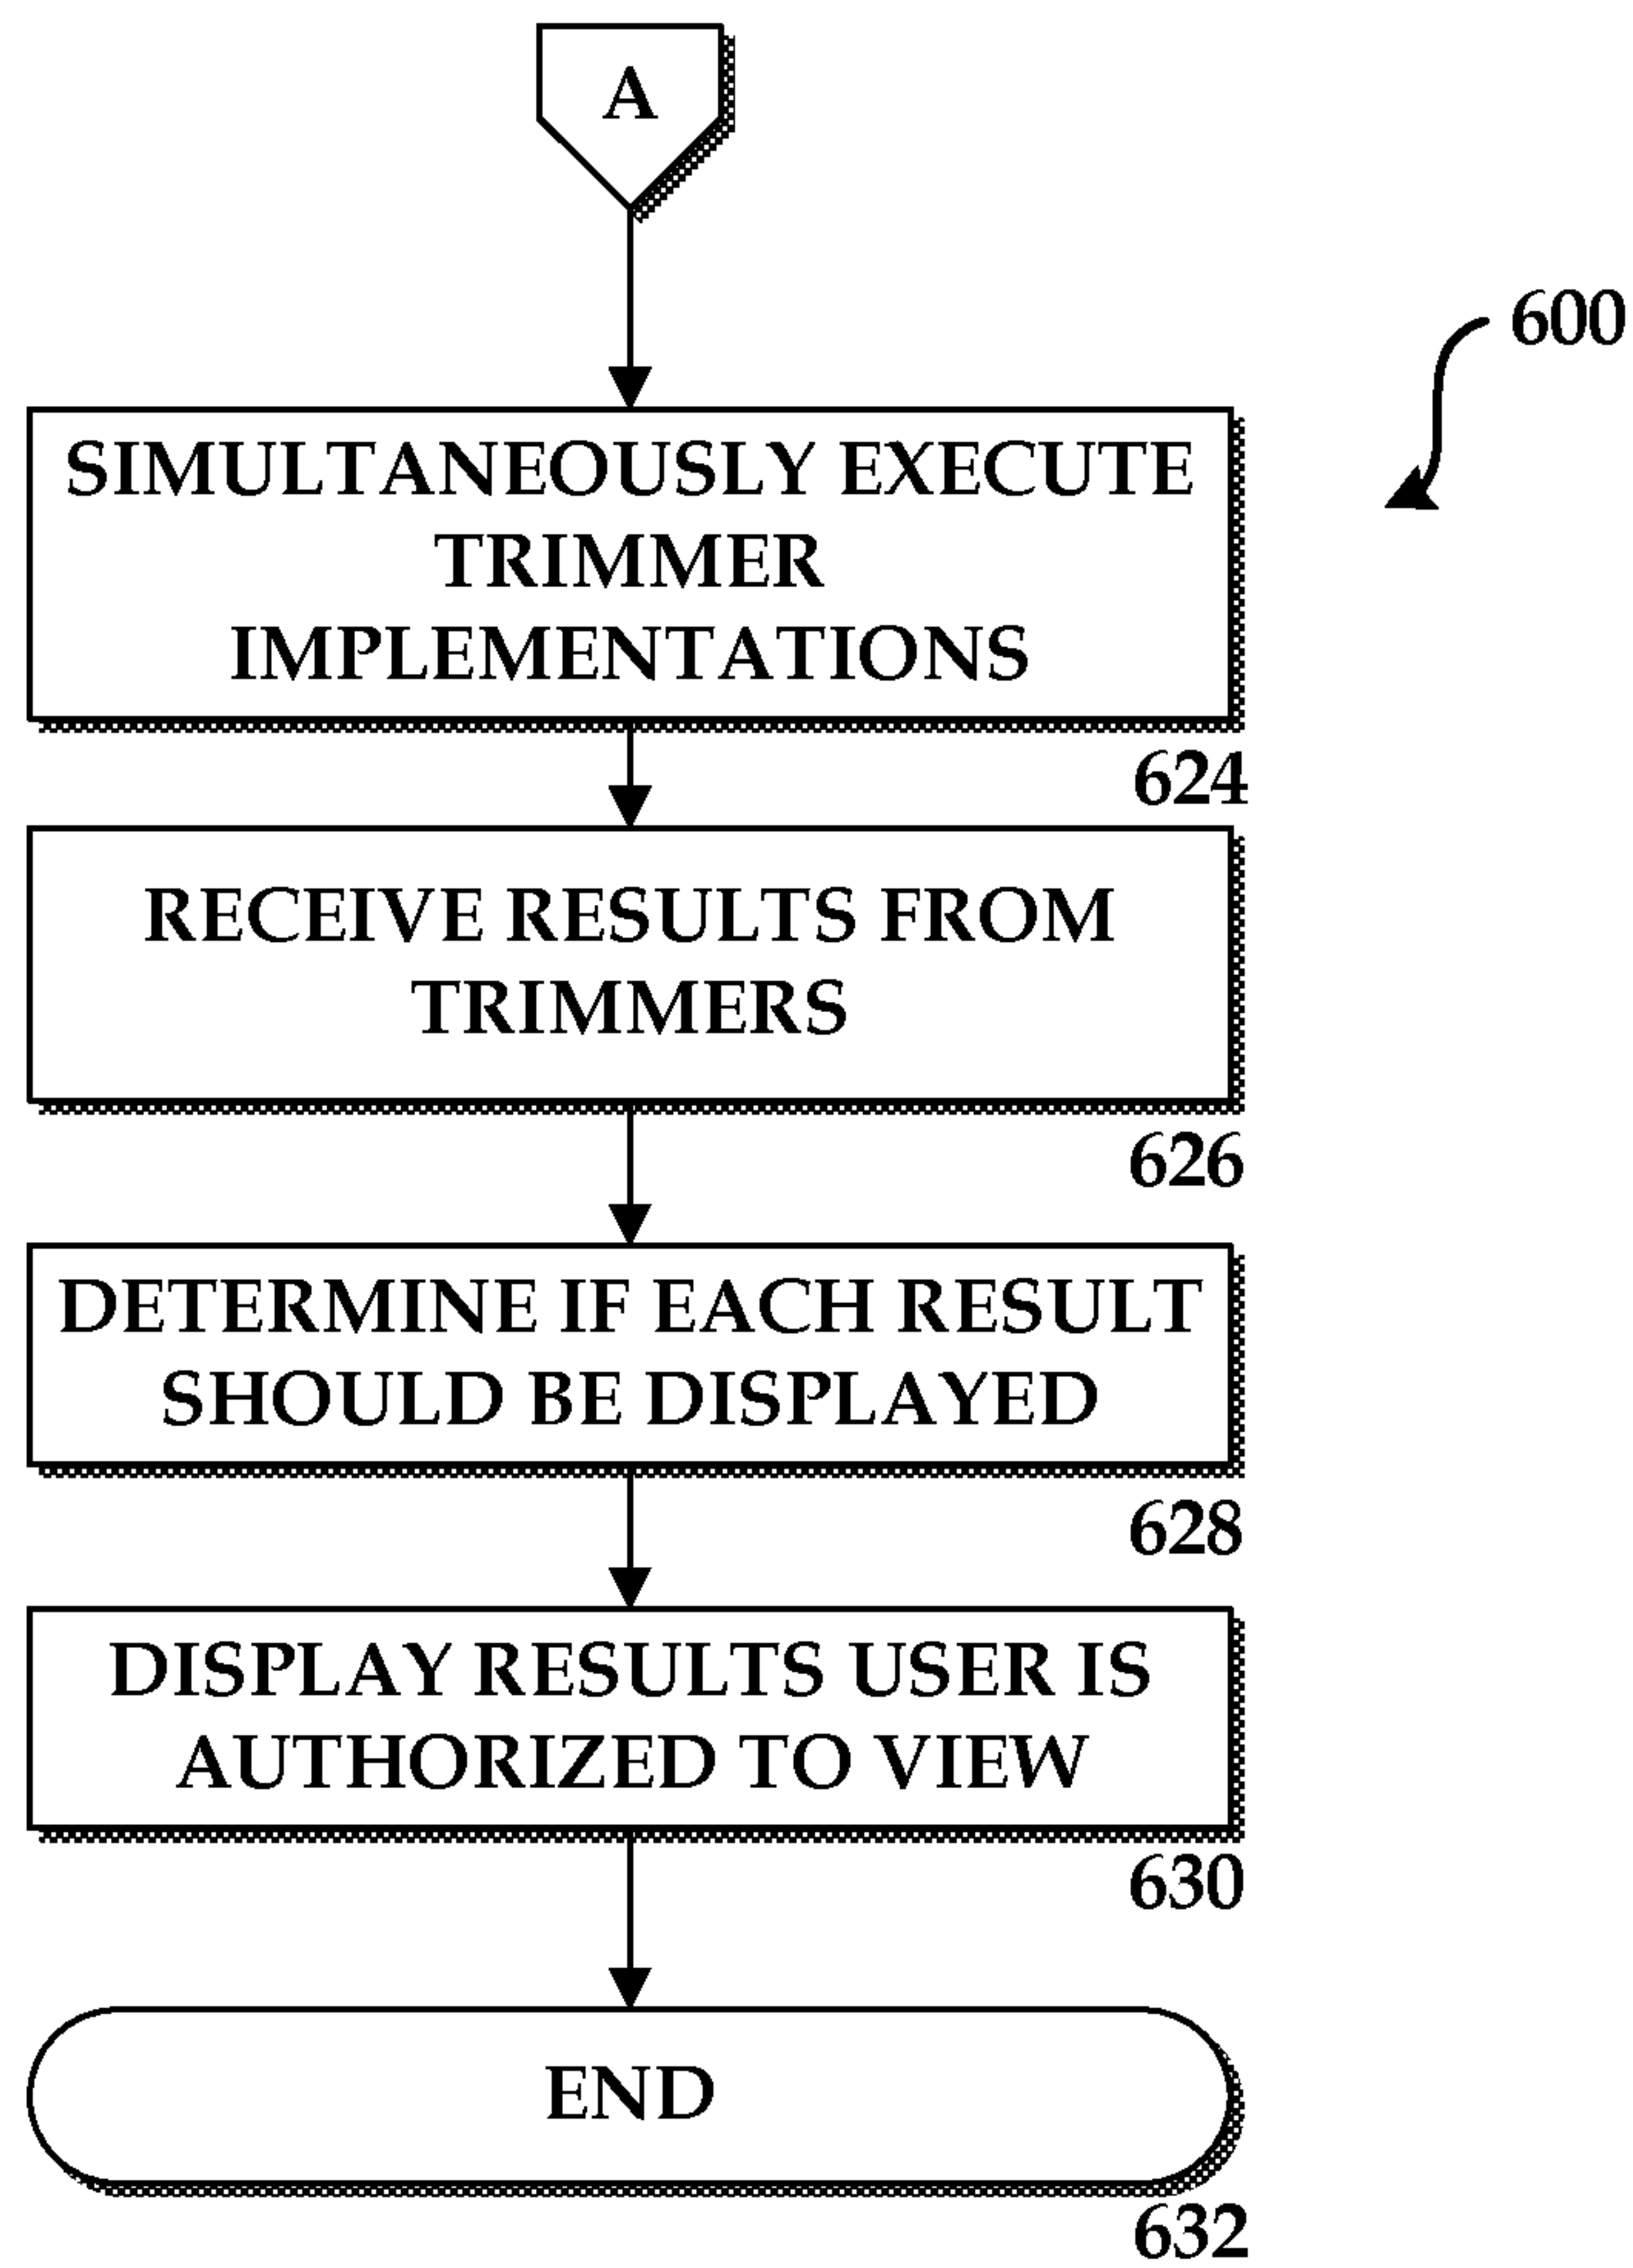 A
600
SIMULTANEOUSLY EXECUTE
TRIMMER
IMPLEMENTATIONS
624
RECEIVE RESULTS FROM
TRIMMERS
626
DETERMINE IF EACH RESULT
SHOULD BE DISPLAYED
628
DISPLAY RESULTS USER IS
AUTHORIZED TO VIEW
630
END
632